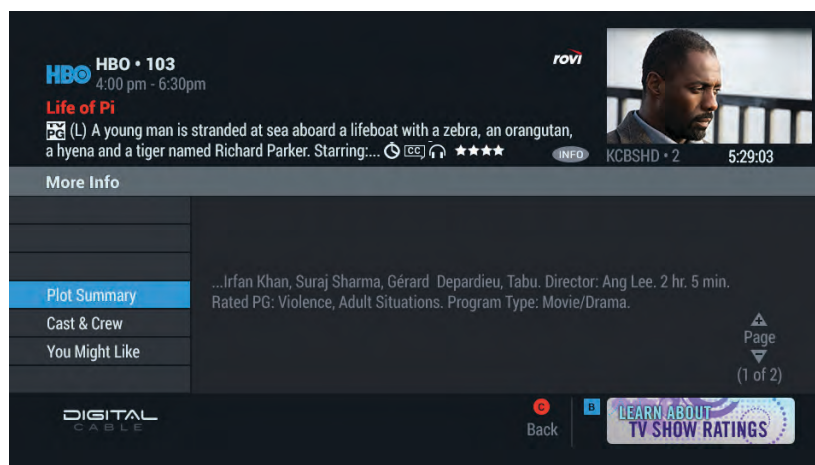 HBO HBO • 103
4:00 pm - 6:30pm
rovi
Life of Pi
TV PG (L) A young man is stranded at sea aboard a lifeboat with a zebra, an orangutan,
a hyena and a tiger named Richard Parker. Starring:... CC ★★★★ INFO
KCBSHD • 2 5:29:03
More Info
...Irfan Khan, Suraj Sharma, Gérard Depardieu, Tabu. Director: Ang Lee. 2 hr. 5 min.
Rated PG: Violence, Adult Situations. Program Type: Movie/Drama.
Plot Summary
Cast & Crew
You Might Like
+
Page
−
(1 of 2)
DIGITAL
CABLE
C
Back
B
LEARN ABOUT
TV SHOW RATINGS